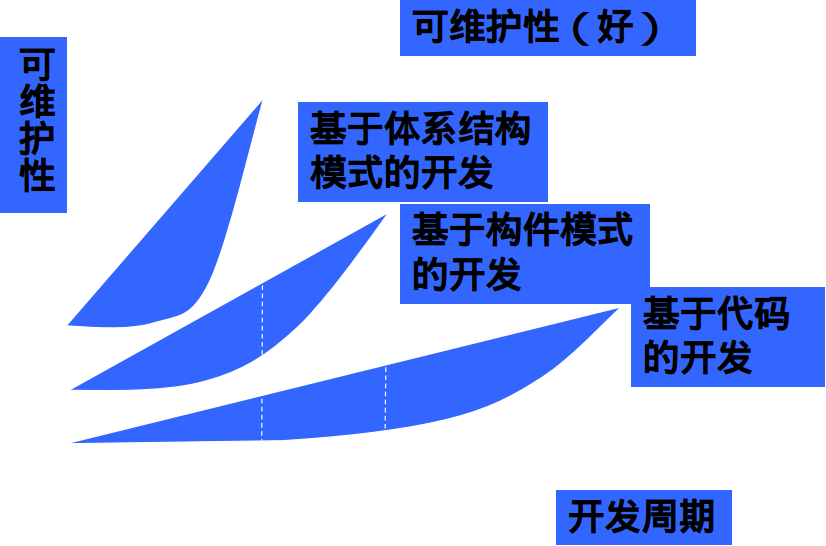 可维护性（好）
可维护性
基于体系结构
模式的开发
基于构件模式
的开发
基于代码
的开发
开发周期